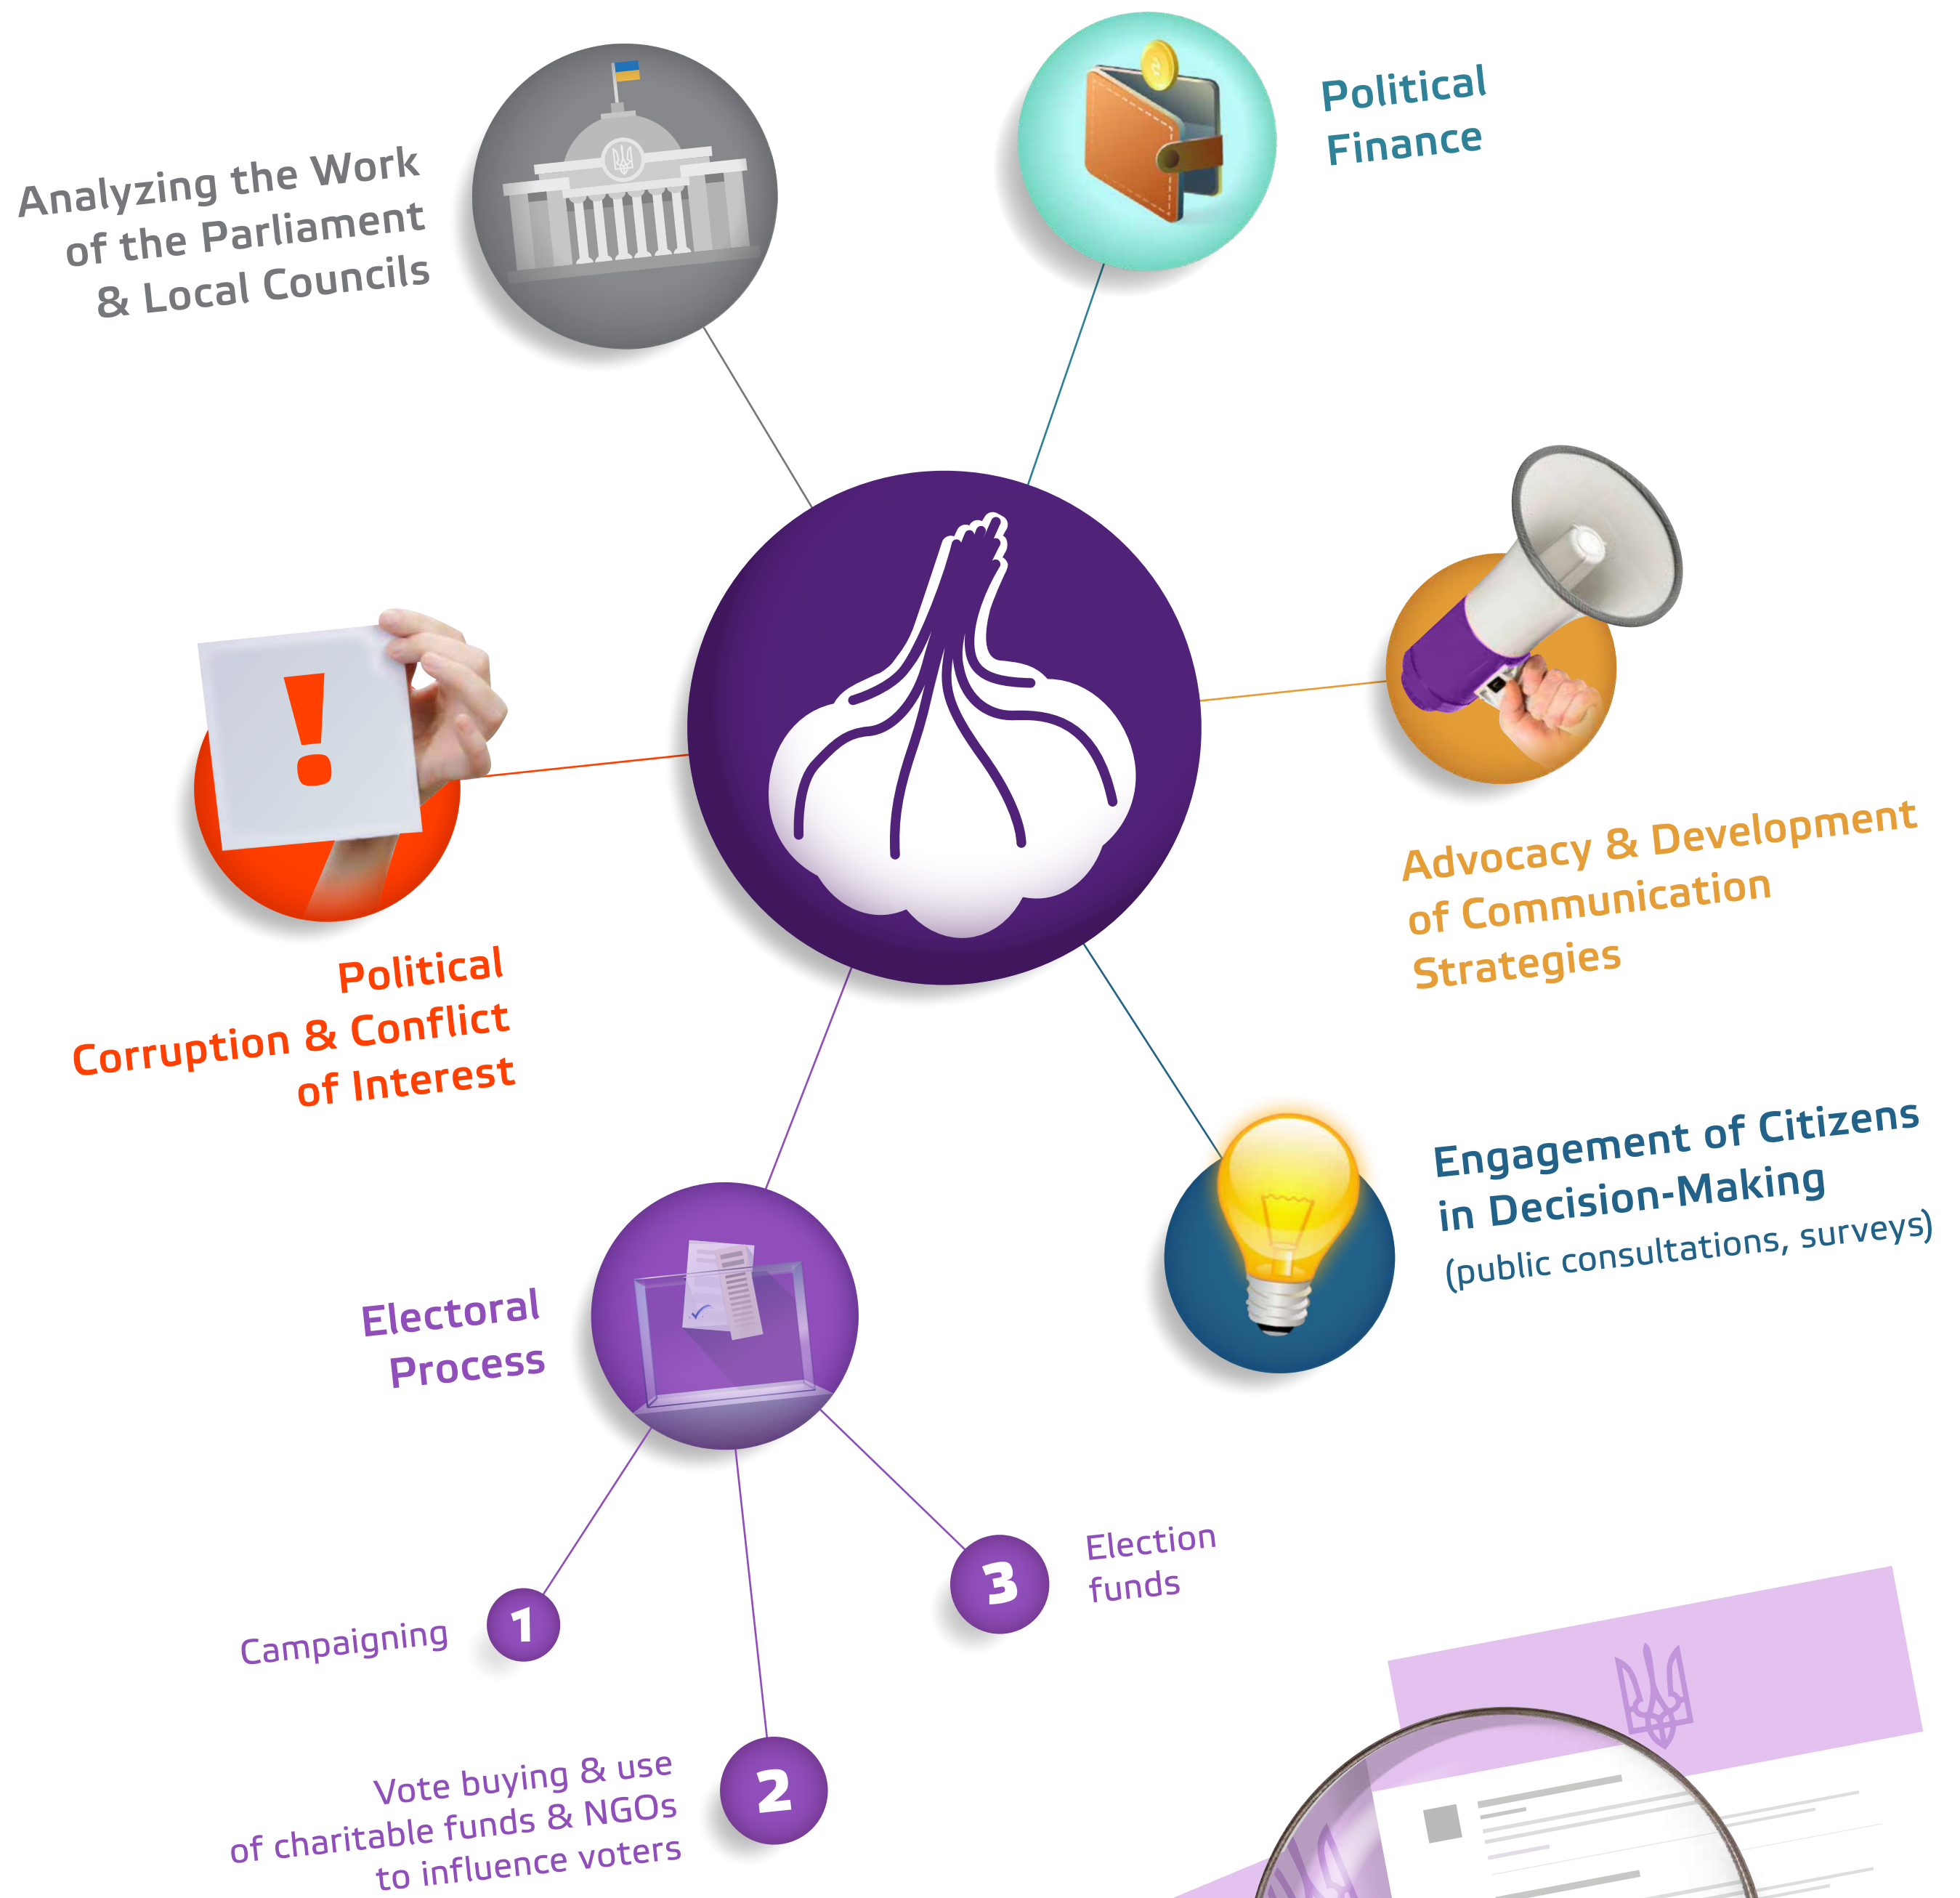 Analyzing the Work
of the Parliament
& Local Councils
Political
Finance
Advocacy & Development
of Communication
Strategies
!
Political
Corruption & Conflict
of Interest
Engagement of Citizens
in Decision-Making
(public consultations, surveys)
Electoral
Process
Campaigning
1
Vote buying & use
of charitable funds & NGOs
to influence voters
2
3
Election
funds